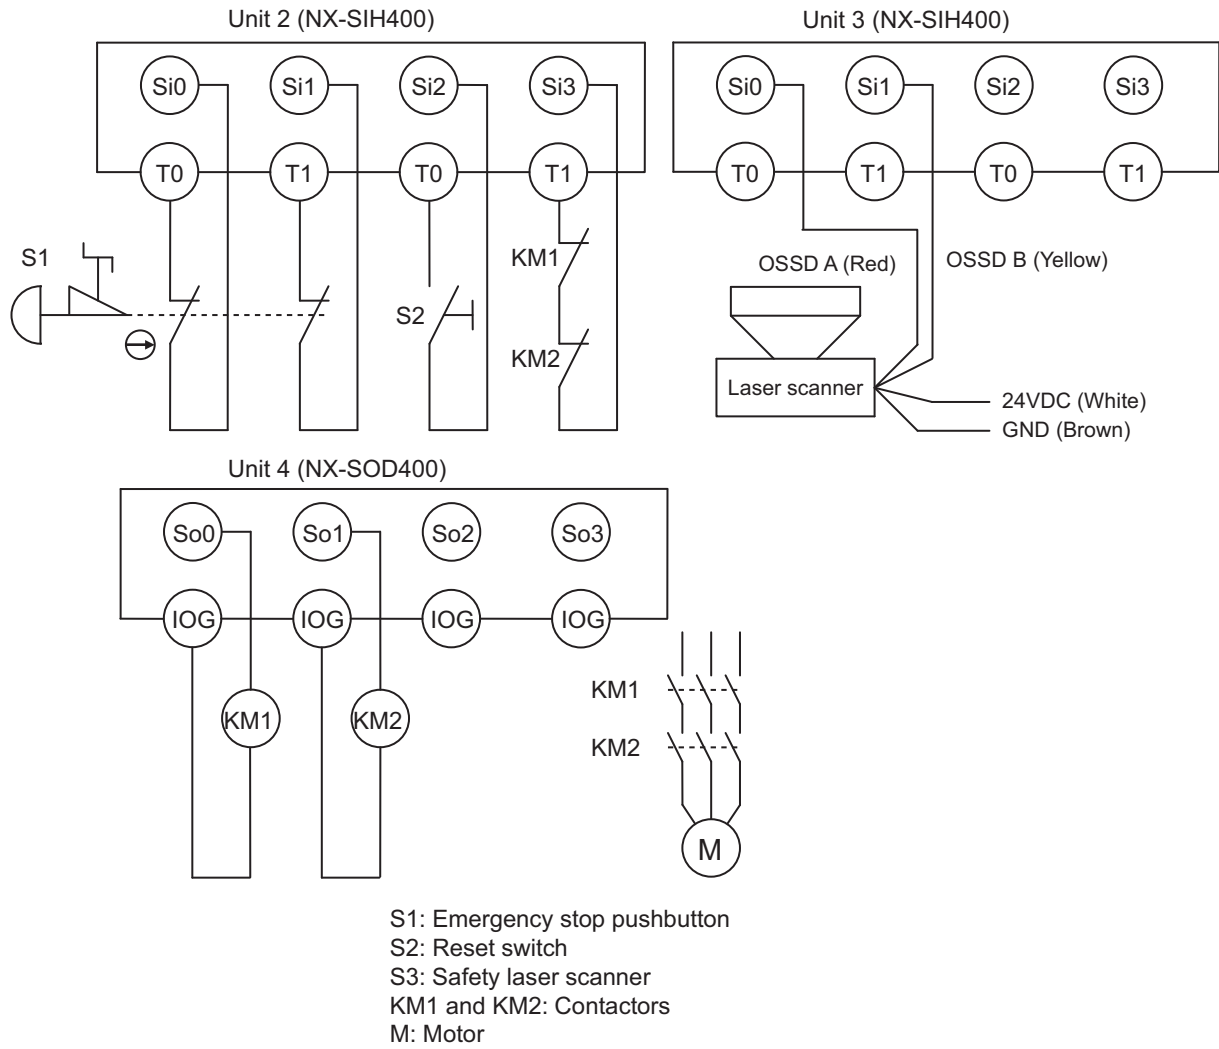 Unit 2 (NX-SIH400)
Unit 3 (NX-SIH400)
Si0 Si1 Si2 Si3
Si0 Si1 Si2 Si3
T0 T1 T0 T1
T0 T1 T0 T1
S1
KM1
S2
KM2
OSSD A (Red)
OSSD B (Yellow)
Laser scanner
24VDC (White)
GND (Brown)
Unit 4 (NX-SOD400)
So0 So1 So2 So3
IOG IOG IOG IOG
KM1 KM2
KM1
KM2
M
S1: Emergency stop pushbutton
S2: Reset switch
S3: Safety laser scanner
KM1 and KM2: Contactors
M: Motor